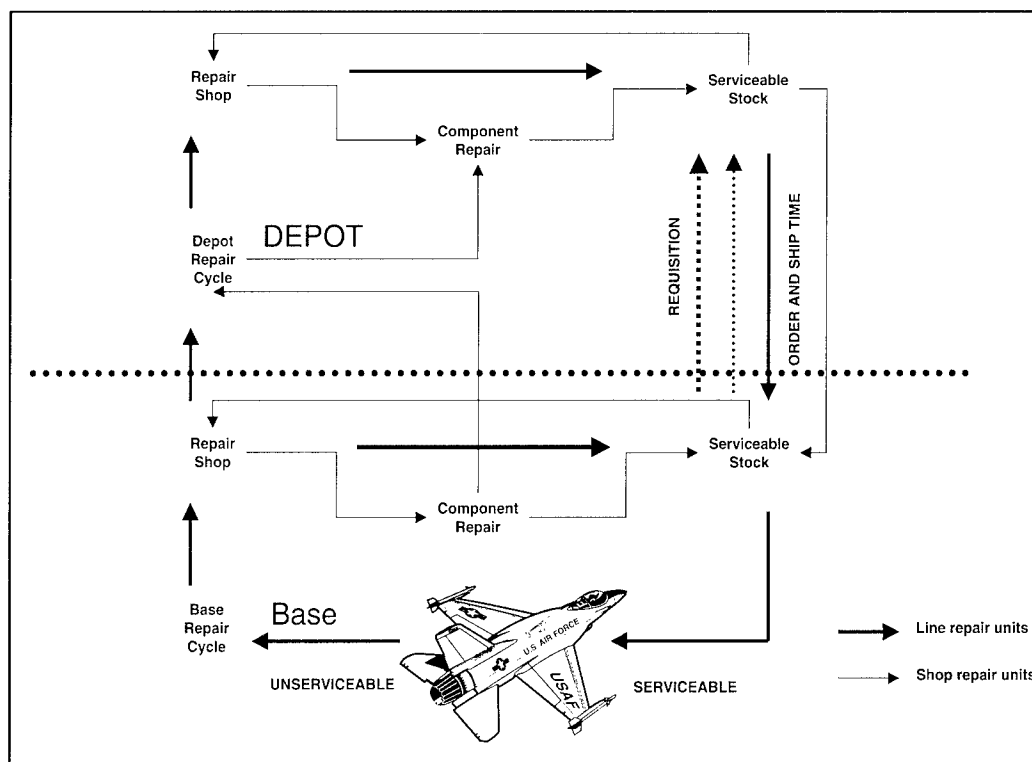 Repair
Shop
Serviceable
Stock
Component
Repair
DEPOT
Depot
Repair
Cycle
REQUISITION
ORDER AND SHIP TIME
Repair
Shop
Serviceable
Stock
Component
Repair
Base
Base
Repair
Cycle
U.S. AIR FORCE
USAF
UNSERVICEABLE
SERVICEABLE
Line repair units
Shop repair units